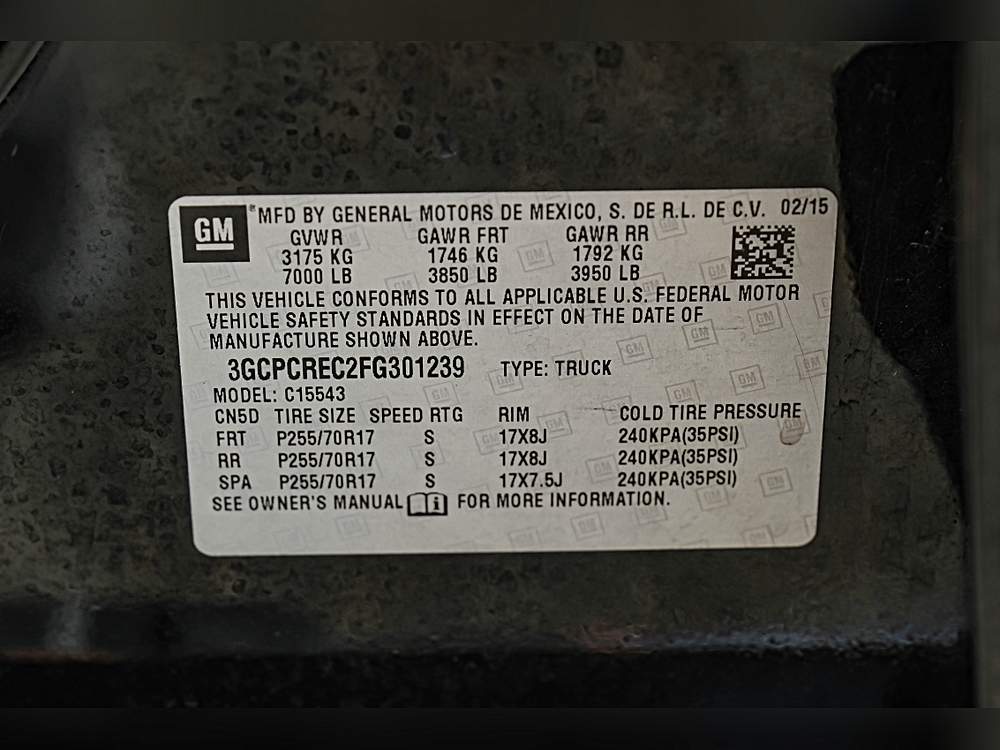 GM
®MFD BY GENERAL MOTORS DE MEXICO, S. DE R.L. DE C.V. 02/15
GVWR GAWR FRT GAWR RR
3175 KG 1746 KG 1792 KG
7000 LB 3850 LB 3950 LB
THIS VEHICLE CONFORMS TO ALL APPLICABLE U.S. FEDERAL MOTOR
VEHICLE SAFETY STANDARDS IN EFFECT ON THE DATE OF
MANUFACTURE SHOWN ABOVE.
3GCPCREC2FG301239 TYPE: TRUCK
MODEL: C15543
CN5D TIRE SIZE SPEED RTG RIM COLD TIRE PRESSURE
FRT P255/70R17 S 17X8J 240KPA(35PSI)
RR P255/70R17 S 17X8J 240KPA(35PSI)
SPA P255/70R17 S 17X7.5J 240KPA(35PSI)
SEE OWNER'S MANUAL FOR MORE INFORMATION.